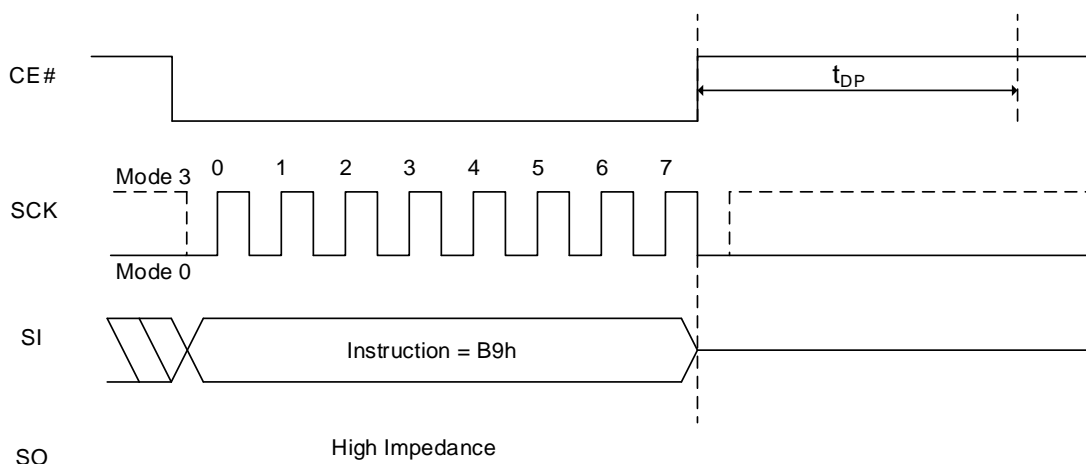 CE#
tDP
Mode 3
0 1 2 3 4 5 6 7
SCK
Mode 0
SI
Instruction = B9h
High Impedance
SO